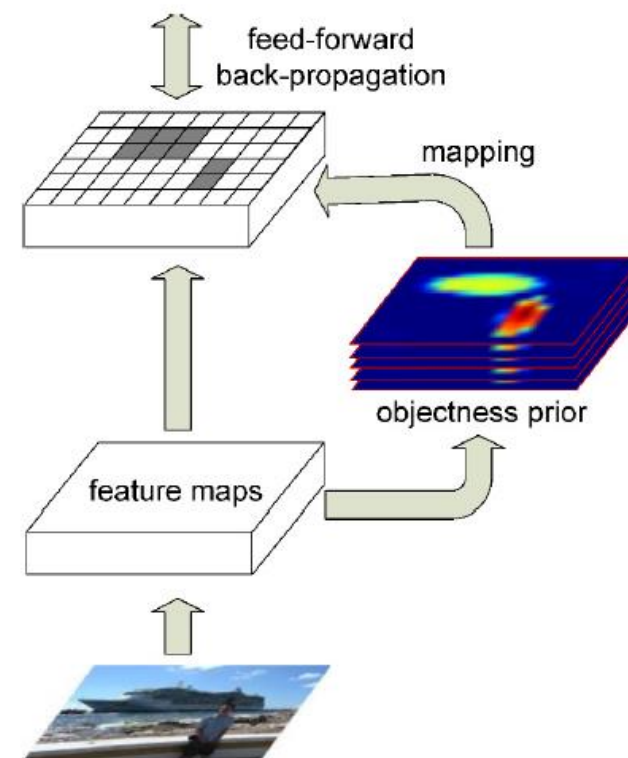 feed-forward
back-propagation
mapping
objectness prior
feature maps